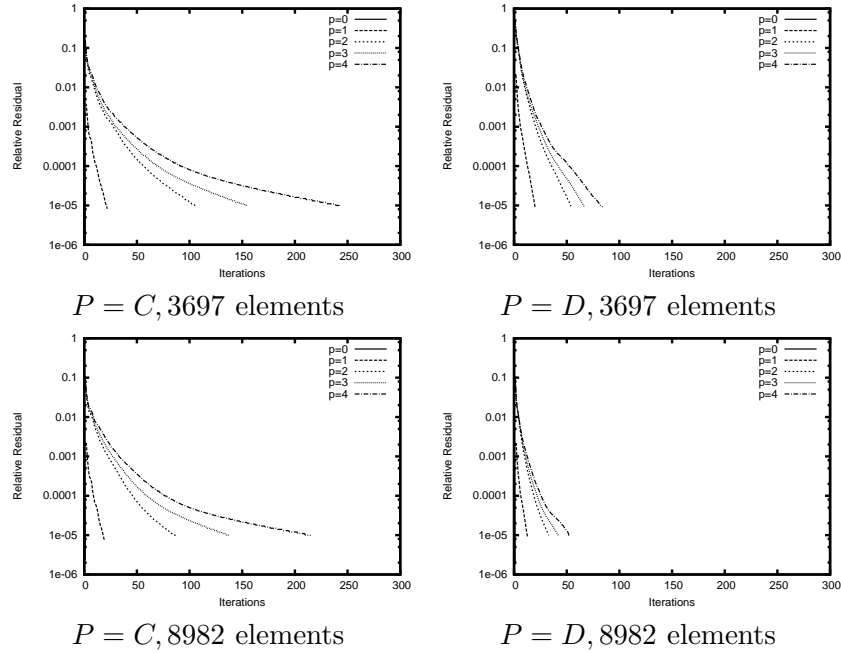 1
0.1
0.01
0.001
0.0001
1e-05
1e-06
0 50 100 150 200 250 300
Relative Residual
Iterations
p=0
p=1
p=2
p=3
p=4
P = C, 3697 elements
1
0.1
0.01
0.001
0.0001
1e-05
1e-06
0 50 100 150 200 250 300
Relative Residual
Iterations
p=0
p=1
p=2
p=3
p=4
P = D, 3697 elements
1
0.1
0.01
0.001
0.0001
1e-05
1e-06
0 50 100 150 200 250 300
Relative Residual
Iterations
p=0
p=1
p=2
p=3
p=4
P = C, 8982 elements
1
0.1
0.01
0.001
0.0001
1e-05
1e-06
0 50 100 150 200 250 300
Relative Residual
Iterations
p=0
p=1
p=2
p=3
p=4
P = D, 8982 elements